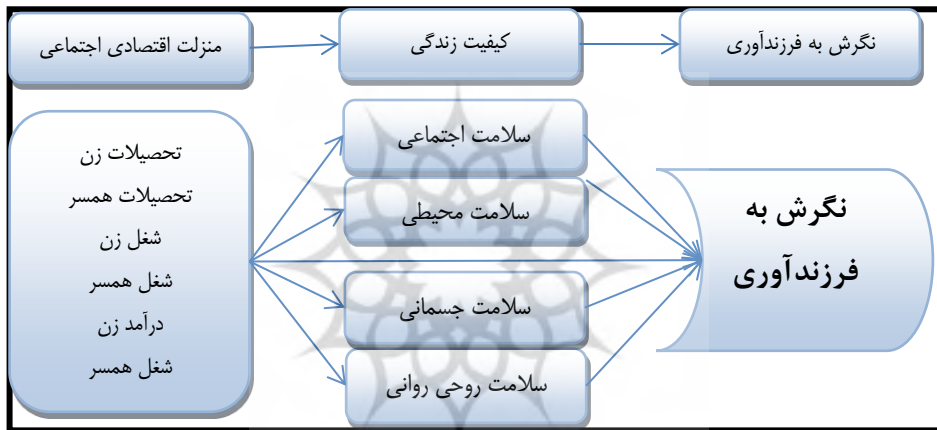 منزلت اقتصادی اجتماعی
کیفیت زندگی
نگرش به فرزندآوری
تحصیلات زن
تحصیلات همسر
شغل زن
شغل همسر
درآمد زن
شغل همسر
سلامت اجتماعی
سلامت محیطی
سلامت جسمانی
سلامت روحی روانی
نگرش به
فرزندآوری